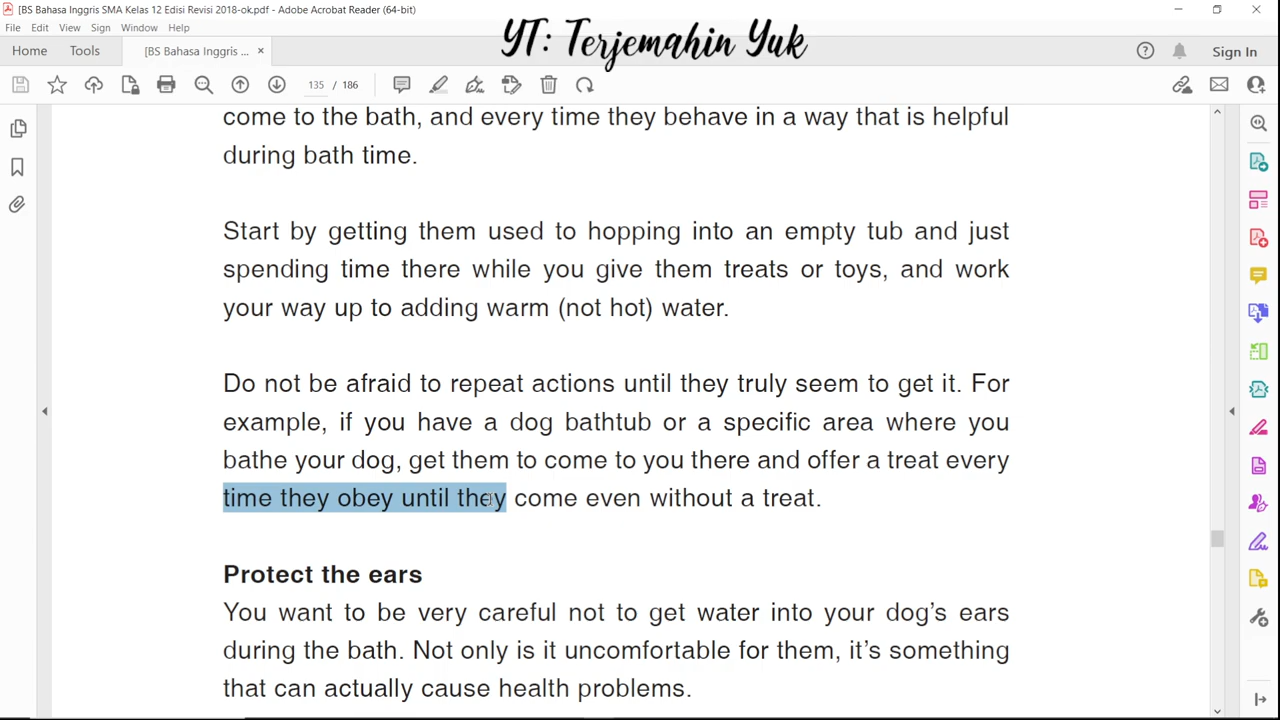 [BS Bahasa Inggris SMA Kelas 12 Edisi Revisi 2018-ok.pdf - Adobe Acrobat Reader (64-bit)
YT: Terjemahin Yuk
File Edit View Sign Window Help
Home Tools [BS Bahasa Inggris ... × Sign In
135 / 186
come to the bath, and every time they behave in a way that is helpful
during bath time.
Start by getting them used to hopping into an empty tub and just
spending time there while you give them treats or toys, and work
your way up to adding warm (not hot) water.
Do not be afraid to repeat actions until they truly seem to get it. For
example, if you have a dog bathtub or a specific area where you
bathe your dog, get them to come to you there and offer a treat every
time they obey until they come even without a treat.
Protect the ears
You want to be very careful not to get water into your dog’s ears
during the bath. Not only is it uncomfortable for them, it’s something
that can actually cause health problems.